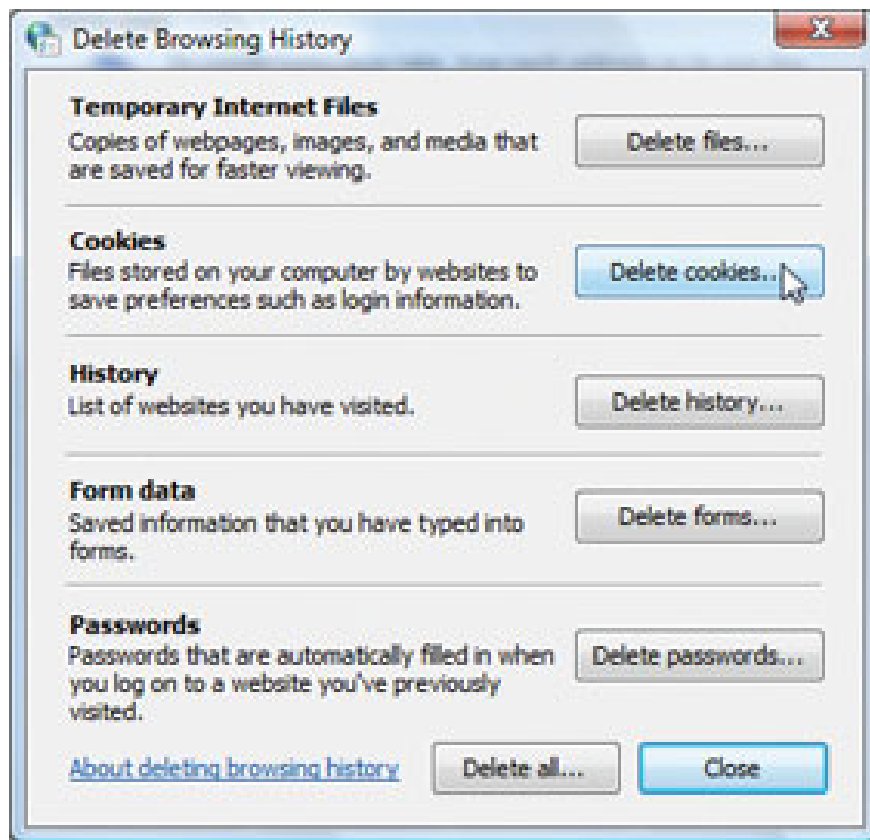 Delete Browsing History
Temporary Internet Files
Copies of webpages, images, and media that
are saved for faster viewing.
Delete files...
Cookies
Files stored on your computer by websites to
save preferences such as login information.
Delete cookies...
History
List of websites you have visited.
Delete history...
Form data
Saved information that you have typed into
forms.
Delete forms...
Passwords
Passwords that are automatically filled in when
you log on to a website you've previously
visited.
Delete passwords...
About deleting browsing history
Delete all...
Close